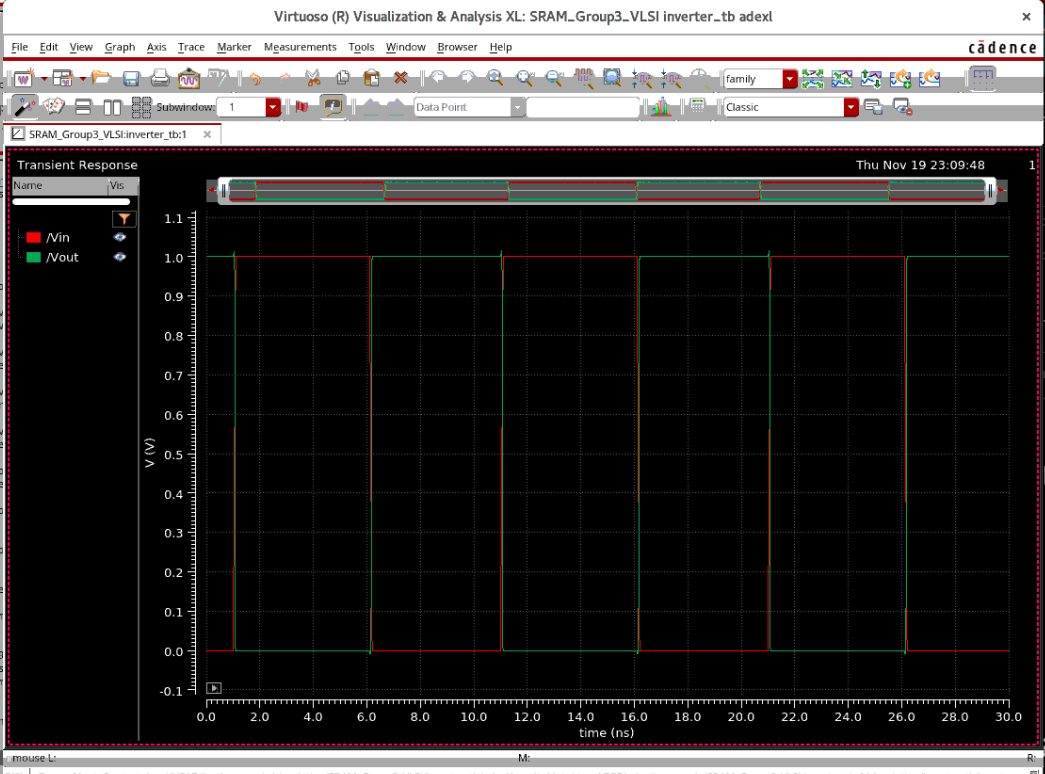 Virtuoso (R) Visualization & Analysis XL: SRAM_Group3_VLSI inverter_tb adexl
×
File Edit View Graph Axis Trace Marker Measurements Tools Window Browser Help
cādence
family
Subwindow: 1
Data Point
Classic
SRAM_Group3_VLSI:inverter_tb:1 ×
Transient Response
Thu Nov 19 23:09:48 1
Name Vis
/Vin
/Vout
1.1
1.0
0.9
0.8
0.7
0.6
0.5
0.4
0.3
0.2
0.1
0.0
-0.1
V (V)
0.0 2.0 4.0 6.0 8.0 10.0 12.0 14.0 16.0 18.0 20.0 22.0 24.0 26.0 28.0 30.0
time (ns)
mouse L: M: R: